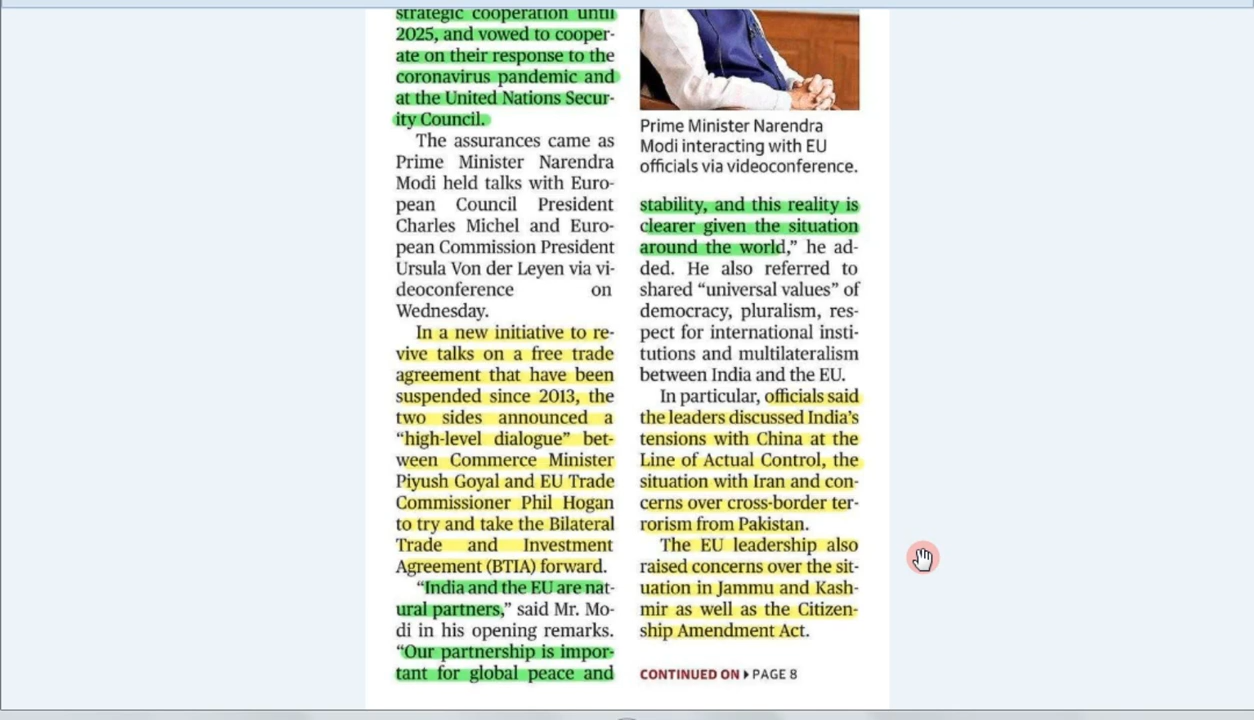 strategic cooperation until
2025, and vowed to cooper-
ate on their response to the
coronavirus pandemic and
at the United Nations Secur-
ity Council.
The assurances came as
Prime Minister Narendra
Modi held talks with Euro-
pean Council President
Charles Michel and Euro-
pean Commission President
Ursula Von der Leyen via vi-
deoconference on
Wednesday.
In a new initiative to re-
vive talks on a free trade
agreement that have been
suspended since 2013, the
two sides announced a
“high-level dialogue” bet-
ween Commerce Minister
Piyush Goyal and EU Trade
Commissioner Phil Hogan
to try and take the Bilateral
Trade and Investment
Agreement (BTIA) forward.
“India and the EU are nat-
ural partners,” said Mr. Mo-
di in his opening remarks.
“Our partnership is impor-
tant for global peace and
Prime Minister Narendra
Modi interacting with EU
officials via videoconference.
stability, and this reality is
clearer given the situation
around the world,” he ad-
ded. He also referred to
shared “universal values” of
democracy, pluralism, res-
pect for international insti-
tutions and multilateralism
between India and the EU.
In particular, officials said
the leaders discussed India’s
tensions with China at the
Line of Actual Control, the
situation with Iran and con-
cerns over cross-border ter-
rorism from Pakistan.
The EU leadership also
raised concerns over the sit-
uation in Jammu and Kash-
mir as well as the Citizen-
ship Amendment Act.
CONTINUED ON PAGE 8